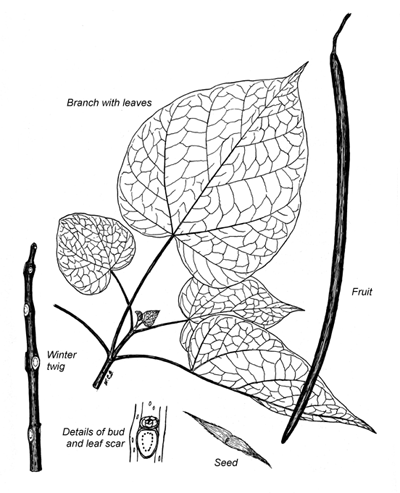 Branch with leaves
Fruit
Winter
twig
Details of bud
and leaf scar
Seed